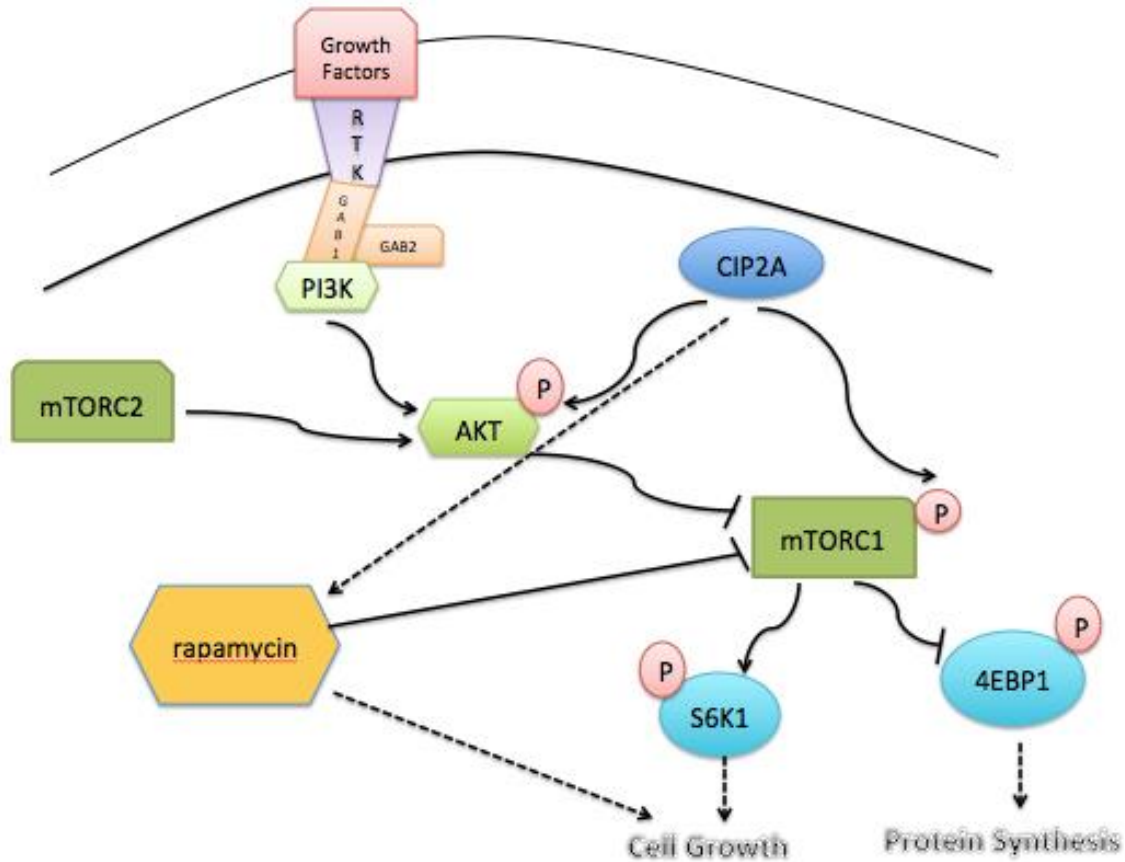 Growth
Factors
R
T
K
G
A
B
1
GAB2
PI3K
CIP2A
mTORC2
P
AKT
mTORC1
P
rapamycin
P
S6K1
P
4EBP1
Cell Growth
Protein Synthesis